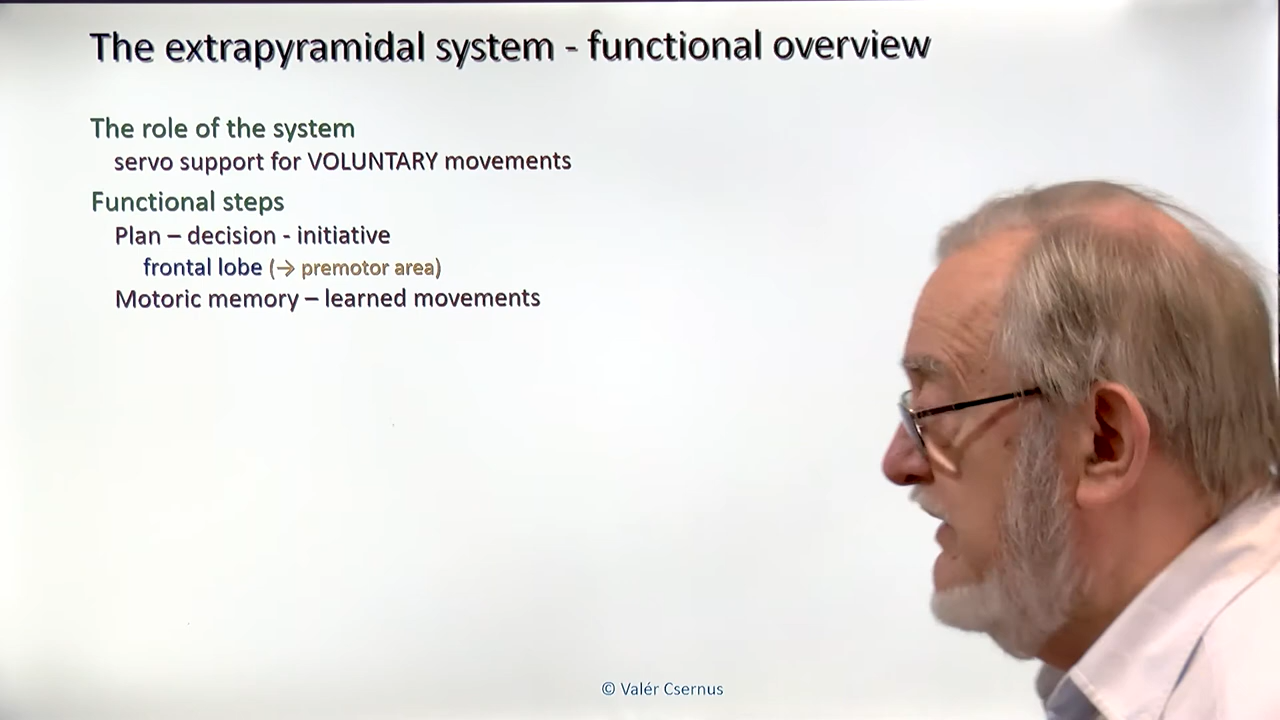 The extrapyramidal system - functional overview
The role of the system
servo support for VOLUNTARY movements
Functional steps
Plan – decision - initiative
frontal lobe (→ premotor area)
Motoric memory – learned movements
© Valér Csernus